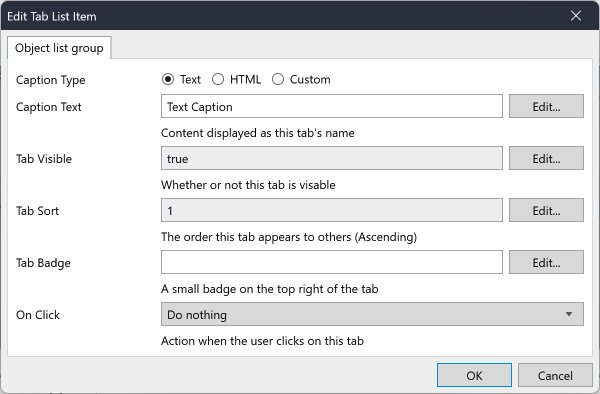 Edit Tab List Item
Object list group
Caption Type Text HTML Custom
Caption Text Text Caption Edit...
Content displayed as this tab's name
Tab Visible true Edit...
Whether or not this tab is visable
Tab Sort 1 Edit...
The order this tab appears to others (Ascending)
Tab Badge Edit...
A small badge on the top right of the tab
On Click Do nothing
Action when the user clicks on this tab
OK Cancel